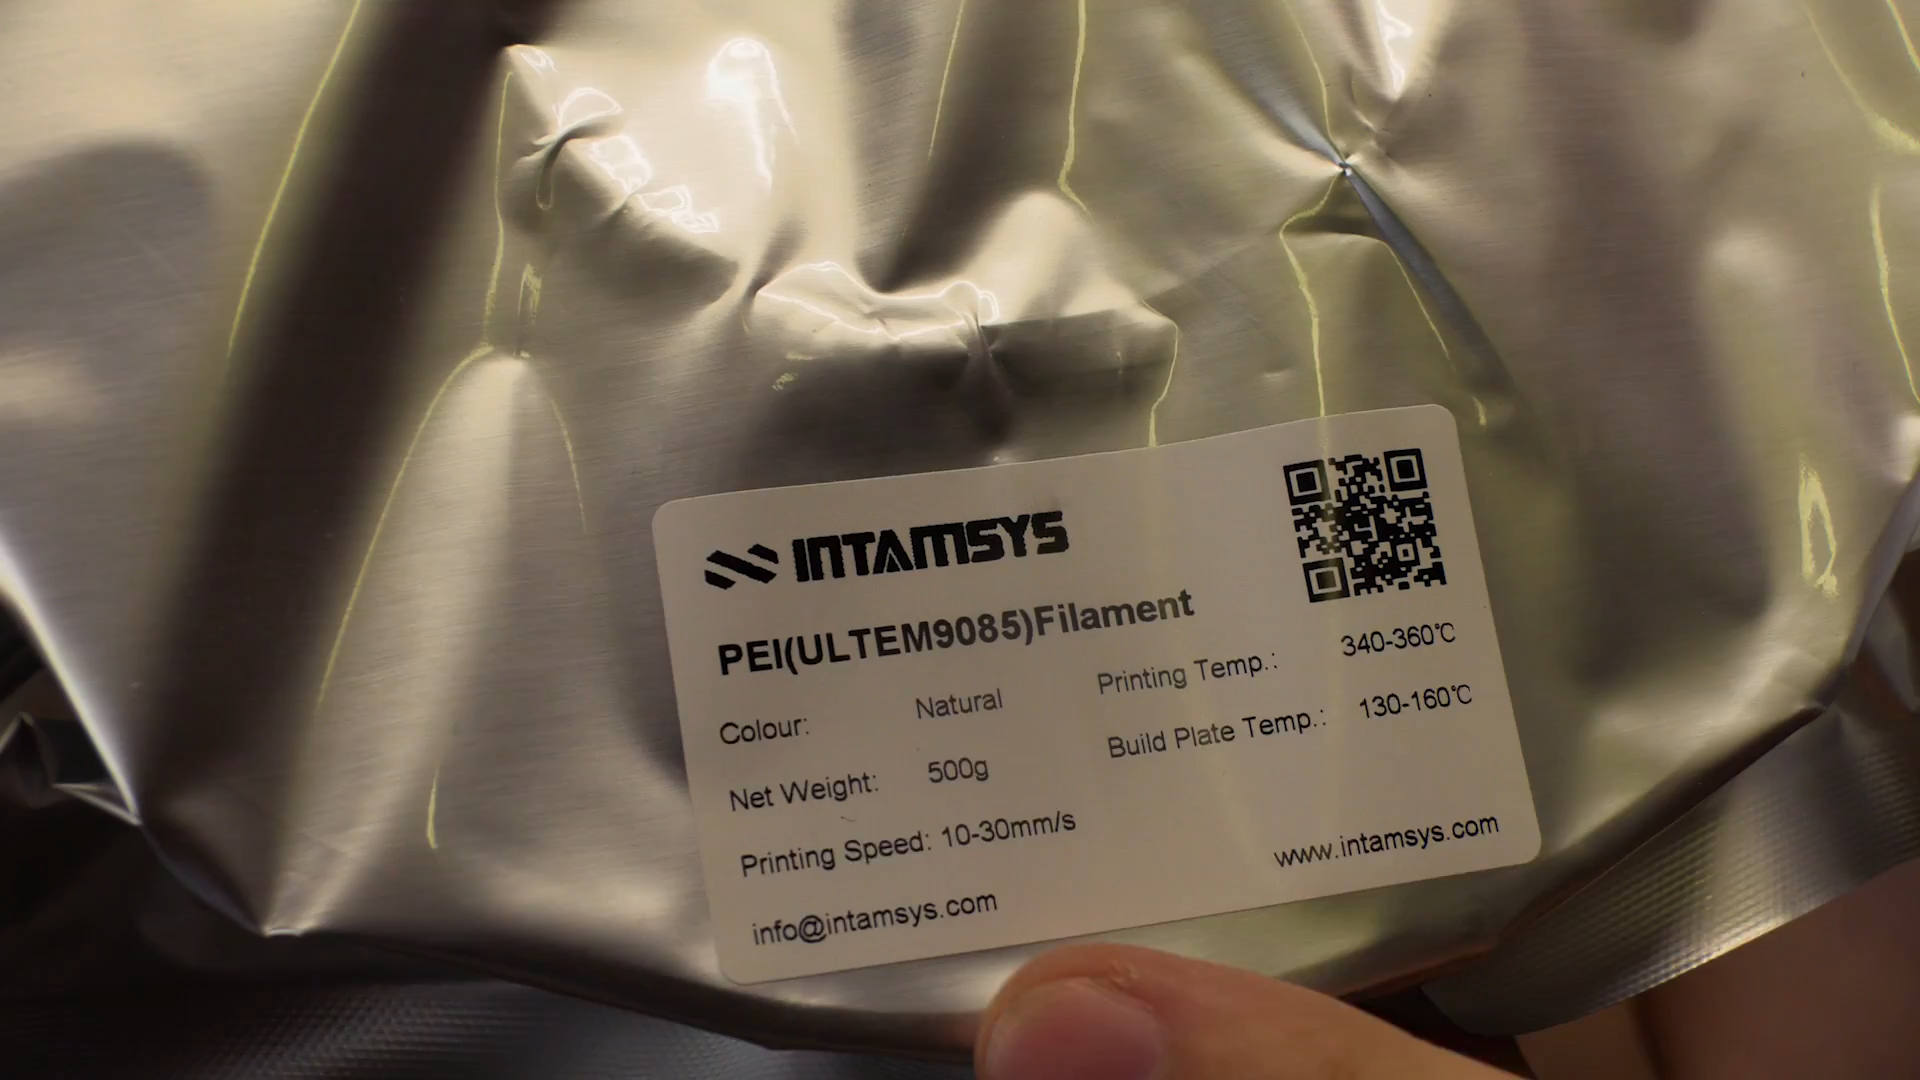 INTAMSYS
PEI(ULTEM9085)Filament
Colour: Natural
Printing Temp.: 340-360℃
Net Weight: 500g
Build Plate Temp.: 130-160℃
Printing Speed: 10-30mm/s
info@intamsys.com
www.intamsys.com